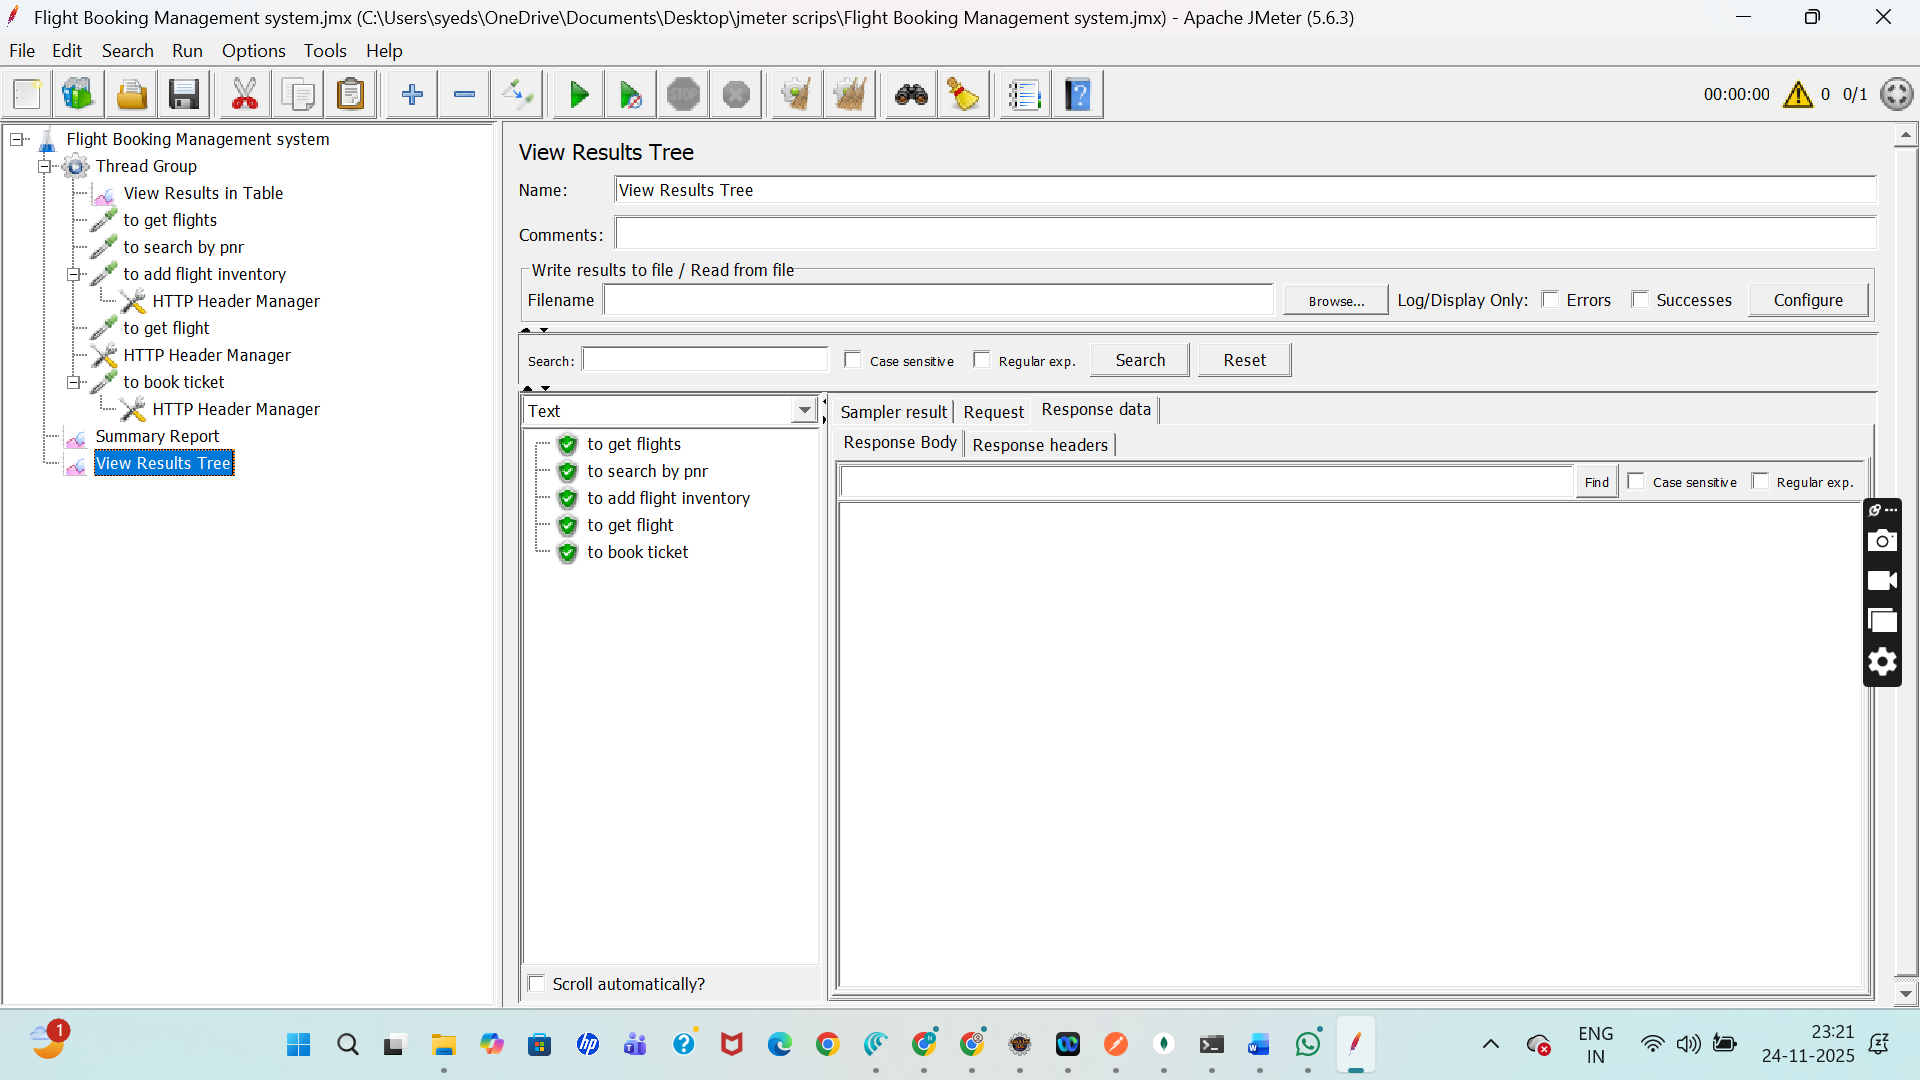 Flight Booking Management system.jmx (C:\Users\syeds\OneDrive\Documents\Desktop\jmeter scrips\Flight Booking Management system.jmx) - Apache JMeter (5.6.3)
File Edit Search Run Options Tools Help
STOP
00:00:00 0 0/1
Flight Booking Management system
Thread Group
View Results in Table
to get flights
to search by pnr
to add flight inventory
HTTP Header Manager
to get flight
HTTP Header Manager
to book ticket
HTTP Header Manager
Summary Report
View Results Tree
View Results Tree
Name: View Results Tree
Comments:
Write results to file / Read from file
Filename Browse... Log/Display Only: Errors Successes Configure
Search: Case sensitive Regular exp. Search Reset
Text
to get flights
to search by pnr
to add flight inventory
to get flight
to book ticket
Scroll automatically?
Sampler result Request Response data
Response Body Response headers
Find Case sensitive Regular exp.
1
hp
ENG
IN
23:21
24-11-2025